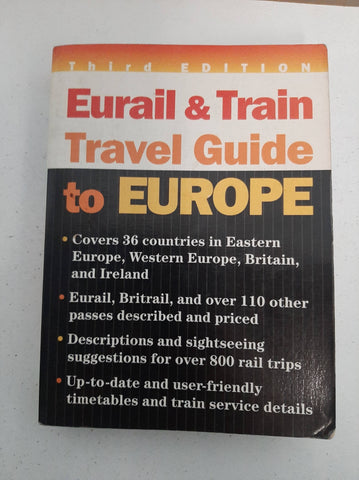 Third EDITION
Eurail & Train
Travel Guide
to EUROPE
• Covers 36 countries in Eastern
Europe, Western Europe, Britain,
and Ireland
• Eurail, Britrail, and over 110 other
passes described and priced
• Descriptions and sightseeing
suggestions for over 800 rail trips
• Up-to-date and user-friendly
timetables and train service details